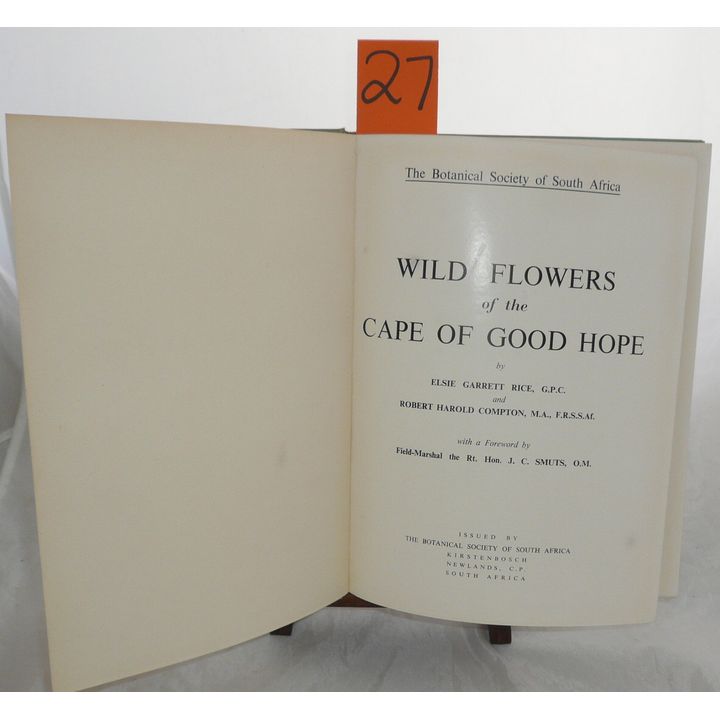 27
The Botanical Society of South Africa
WILD FLOWERS
of the
CAPE OF GOOD HOPE
by
ELSIE GARRETT RICE, G.P.C.
and
ROBERT HAROLD COMPTON, M.A., F.R.S.S.Af.
with a Foreword by
Field-Marshal the Rt. Hon. J. C. SMUTS, O.M.
ISSUED BY
THE BOTANICAL SOCIETY OF SOUTH AFRICA
KIRSTENBOSCH
NEWLANDS, C.P.
SOUTH AFRICA